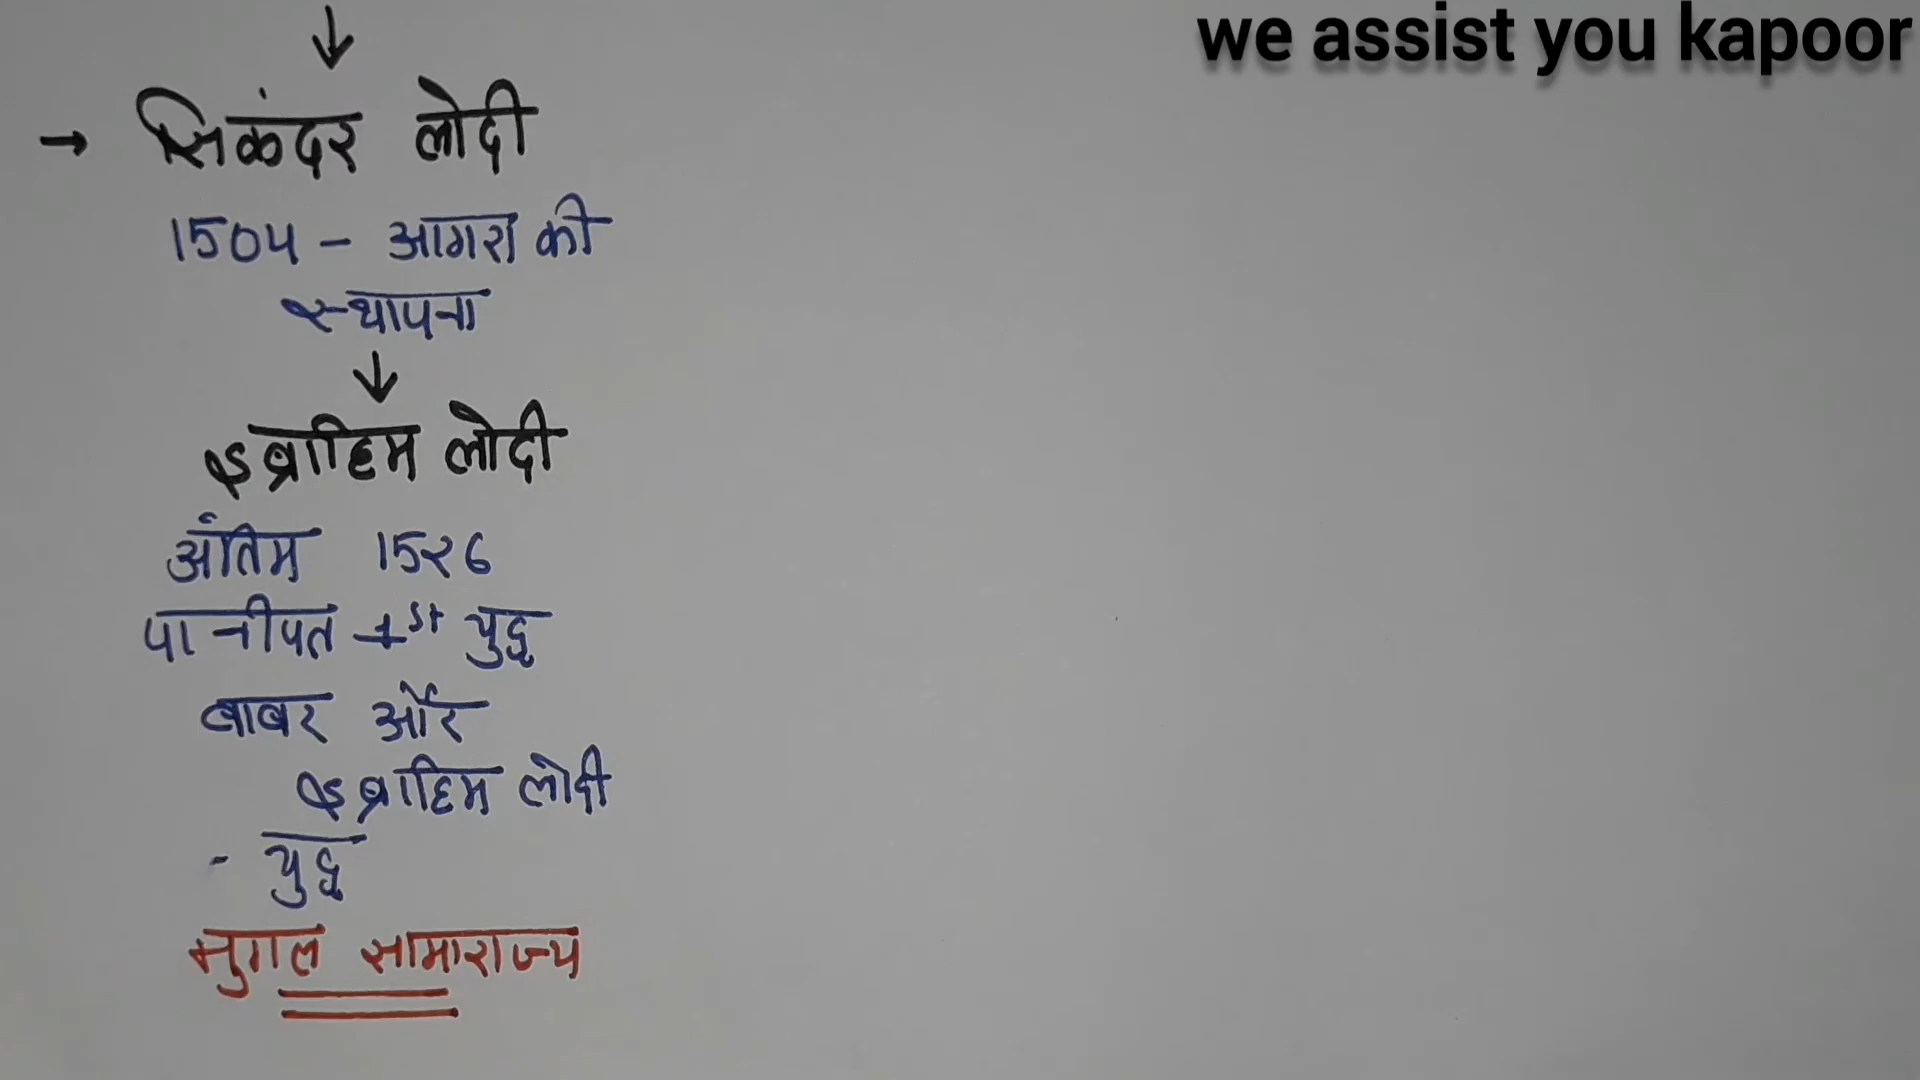 we assist you kapoor
↓
→ सिकंदर लोदी
1504 - आगरा की
स्थापना
↓
इब्राहिम लोदी
अंतिम 1526
पानीपत 1st युद्ध
बाबर और
इब्राहिम लोदी
- युद्ध
मुगल सामाराज्य